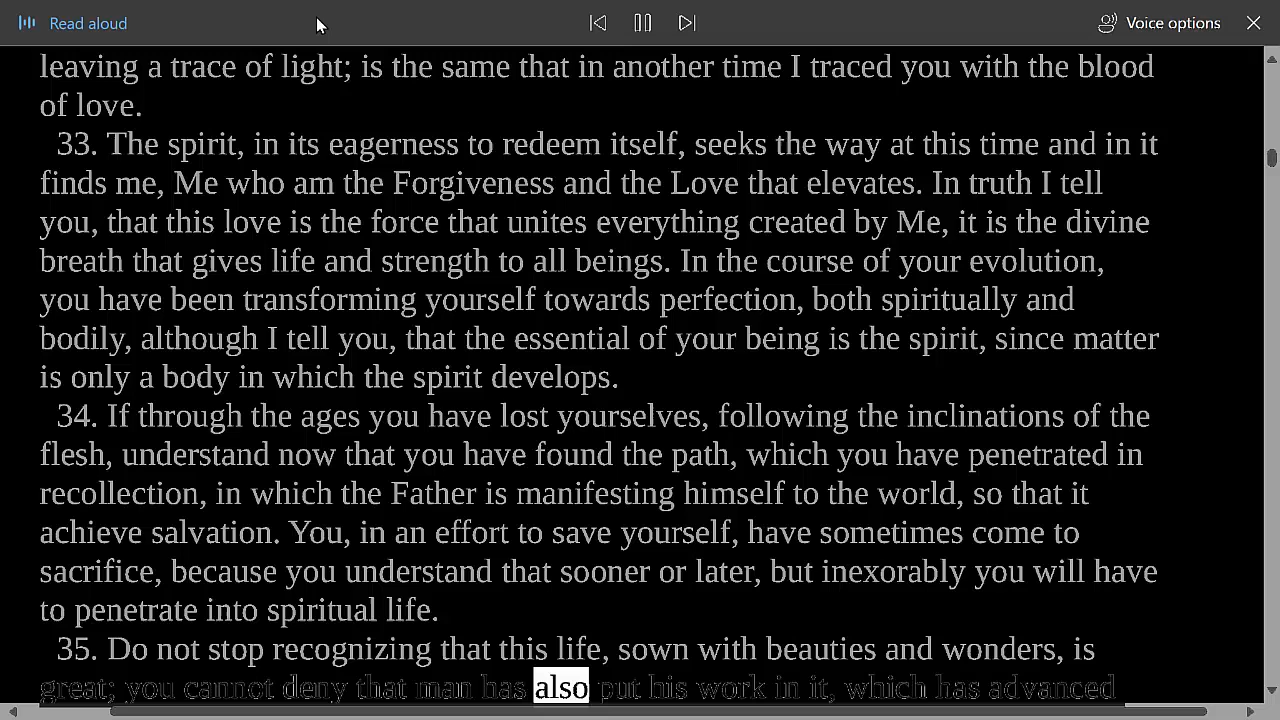 Read aloud
Voice options
leaving a trace of light; is the same that in another time I traced you with the blood
of love.
33. The spirit, in its eagerness to redeem itself, seeks the way at this time and in it
finds me, Me who am the Forgiveness and the Love that elevates. In truth I tell
you, that this love is the force that unites everything created by Me, it is the divine
breath that gives life and strength to all beings. In the course of your evolution,
you have been transforming yourself towards perfection, both spiritually and
bodily, although I tell you, that the essential of your being is the spirit, since matter
is only a body in which the spirit develops.
34. If through the ages you have lost yourselves, following the inclinations of the
flesh, understand now that you have found the path, which you have penetrated in
recollection, in which the Father is manifesting himself to the world, so that it
achieve salvation. You, in an effort to save yourself, have sometimes come to
sacrifice, because you understand that sooner or later, but inexorably you will have
to penetrate into spiritual life.
35. Do not stop recognizing that this life, sown with beauties and wonders, is
great; you cannot deny that man has also put his work in it, which has advanced